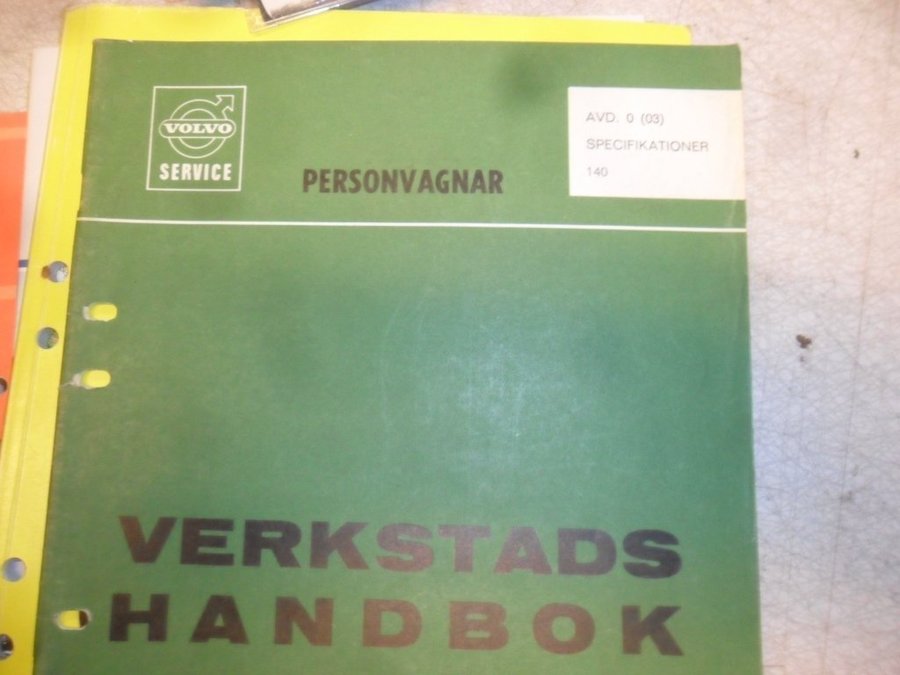 VOLVO
SERVICE
PERSONVAGNAR
AVD. 0 (03)
SPECIFIKATIONER
140
VERKSTADS
HANDBOK